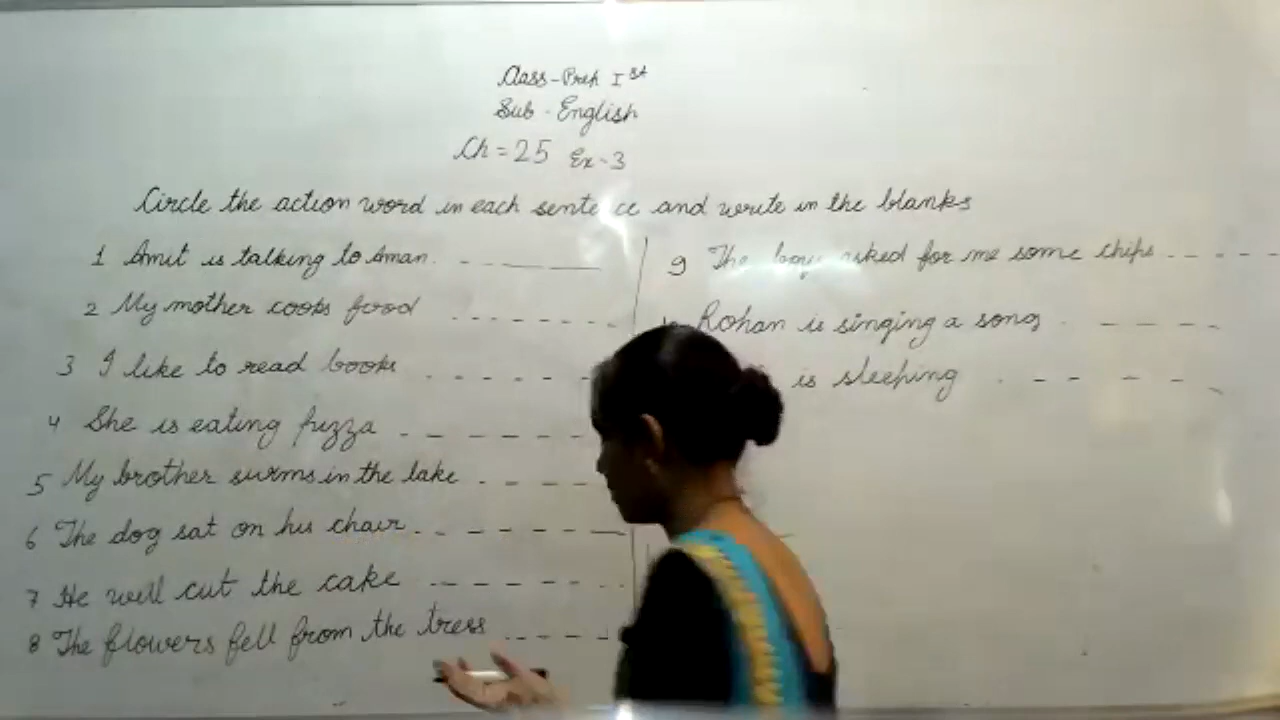 Class-Prep Ist
Sub - English
Ch = 25 Ex-3
Circle the action word in each sente ce and write in the blanks
1 Amit is talking to Aman.
2 My mother cooks food
3 I like to read books
4 She is eating pizza
5 My brother swims in the lake
6 The dog sat on his chair
7 He will cut the cake
8 The flowers fell from the tress
9 The boy asked for me some chips
Rohan is singing a song
is sleeping